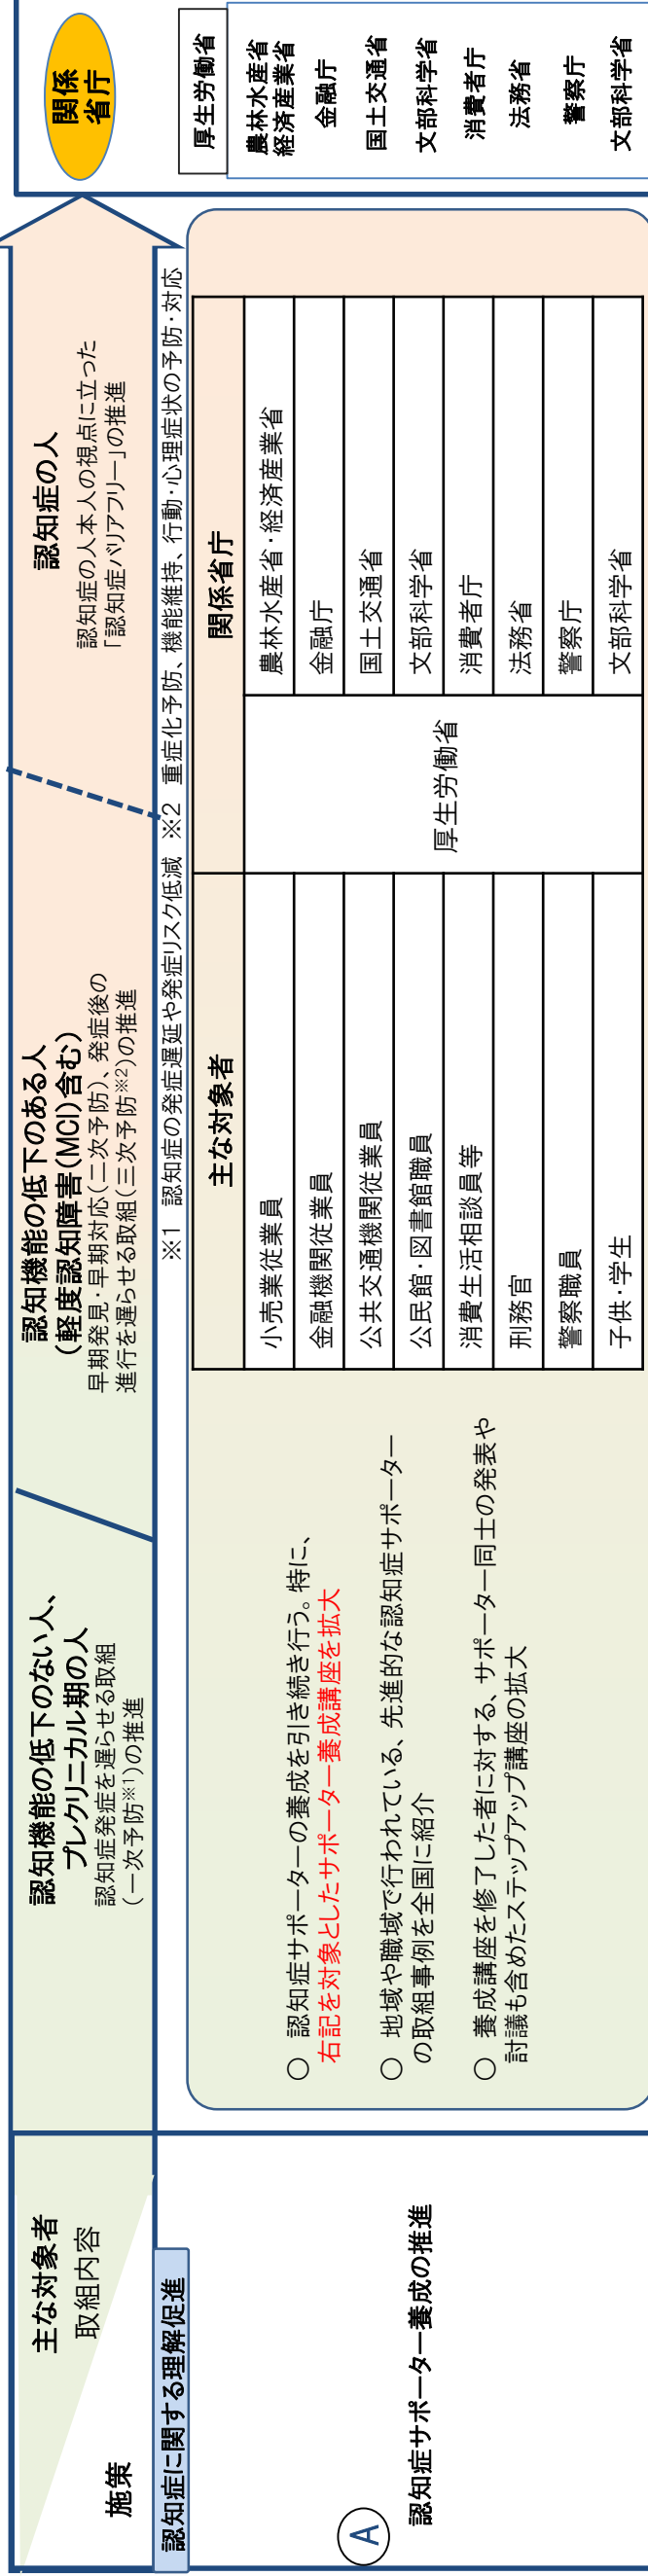 主な対象者
取組内容
施策
認知機能の低下のない人、
プレクリニカル期の人
認知症発症を遅らせる取組
（一次予防※1）の推進
認知機能の低下のある人
（軽度認知障害（MCI）含む）
早期発見・早期対応（二次予防）、発症後の
進行を遅らせる取組（三次予防※2）の推進
認知症の人
認知症の人本人の視点に立った
「認知症バリアフリー」の推進
関係
省庁
認知症に関する理解促進
※1　認知症の発症遅延や発症リスク低減　※2　重症化予防、機能維持、行動・心理症状の予防・対応
Ⓐ
認知症サポーター養成の推進
○　認知症サポーターの養成を引き続き行う。特に、
右記を対象としたサポーター養成講座を拡大
○　地域や職域で行われている、先進的な認知症サポーター
の取組事例を全国に紹介
○　養成講座を修了した者に対する、サポーター同士の発表や
討議も含めたステップアップ講座の拡大
主な対象者　関係省庁
小売業従業員　農林水産省・経済産業省
金融機関従業員　金融庁
公共交通機関従業員　国土交通省
公民館・図書館職員　文部科学省
厚生労働省
消費生活相談員等　消費者庁
刑務官　法務省
警察職員　警察庁
子供・学生　文部科学省
厚生労働省
農林水産省
経済産業省
金融庁
国土交通省
文部科学省
消費者庁
法務省
警察庁
文部科学省